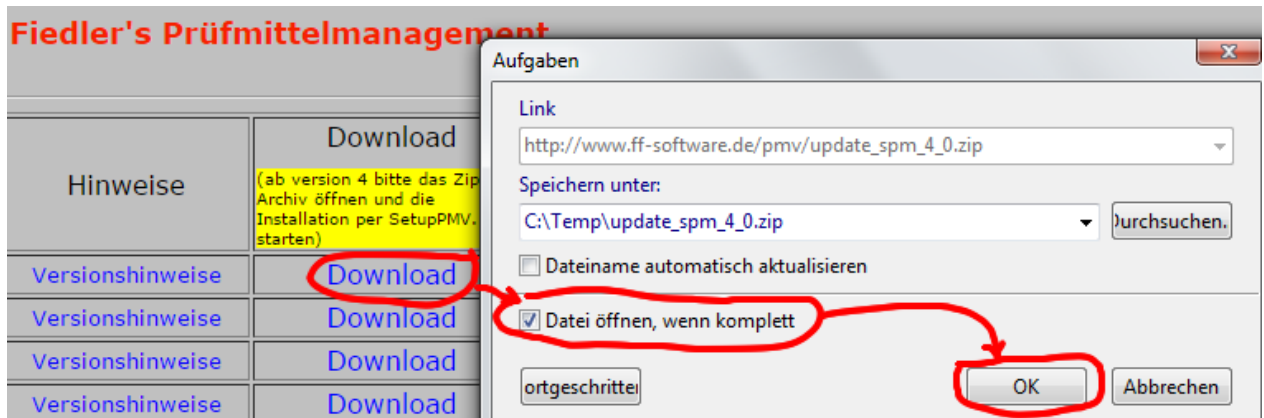 Fiedler's Prüfmittelmanagement
Hinweise
Download
(ab version 4 bitte das Zip
Archiv öffnen und die
Installation per SetupPMV.
starten)
Versionshinweise
Download
Versionshinweise
Download
Versionshinweise
Download
Versionshinweise
Download
Aufgaben
Link
http://www.ff-software.de/pmv/update_spm_4_0.zip
Speichern unter:
C:\Temp\update_spm_4_0.zip
Durchsuchen.
Dateiname automatisch aktualisieren
Datei öffnen, wenn komplett
ortgeschritte
OK
Abbrechen